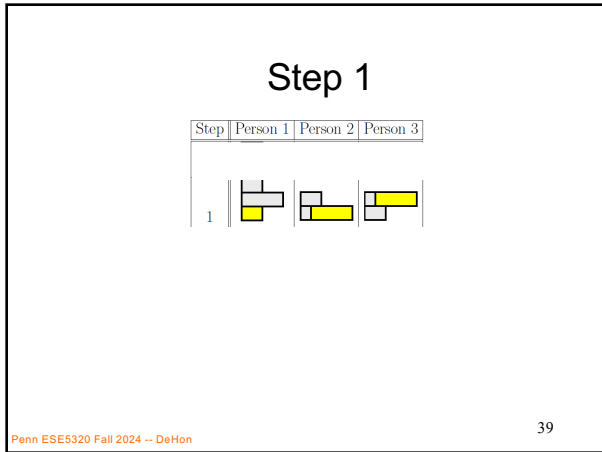 Step 1
Step Person 1 Person 2 Person 3
1
Penn ESE5320 Fall 2024 -- DeHon
39